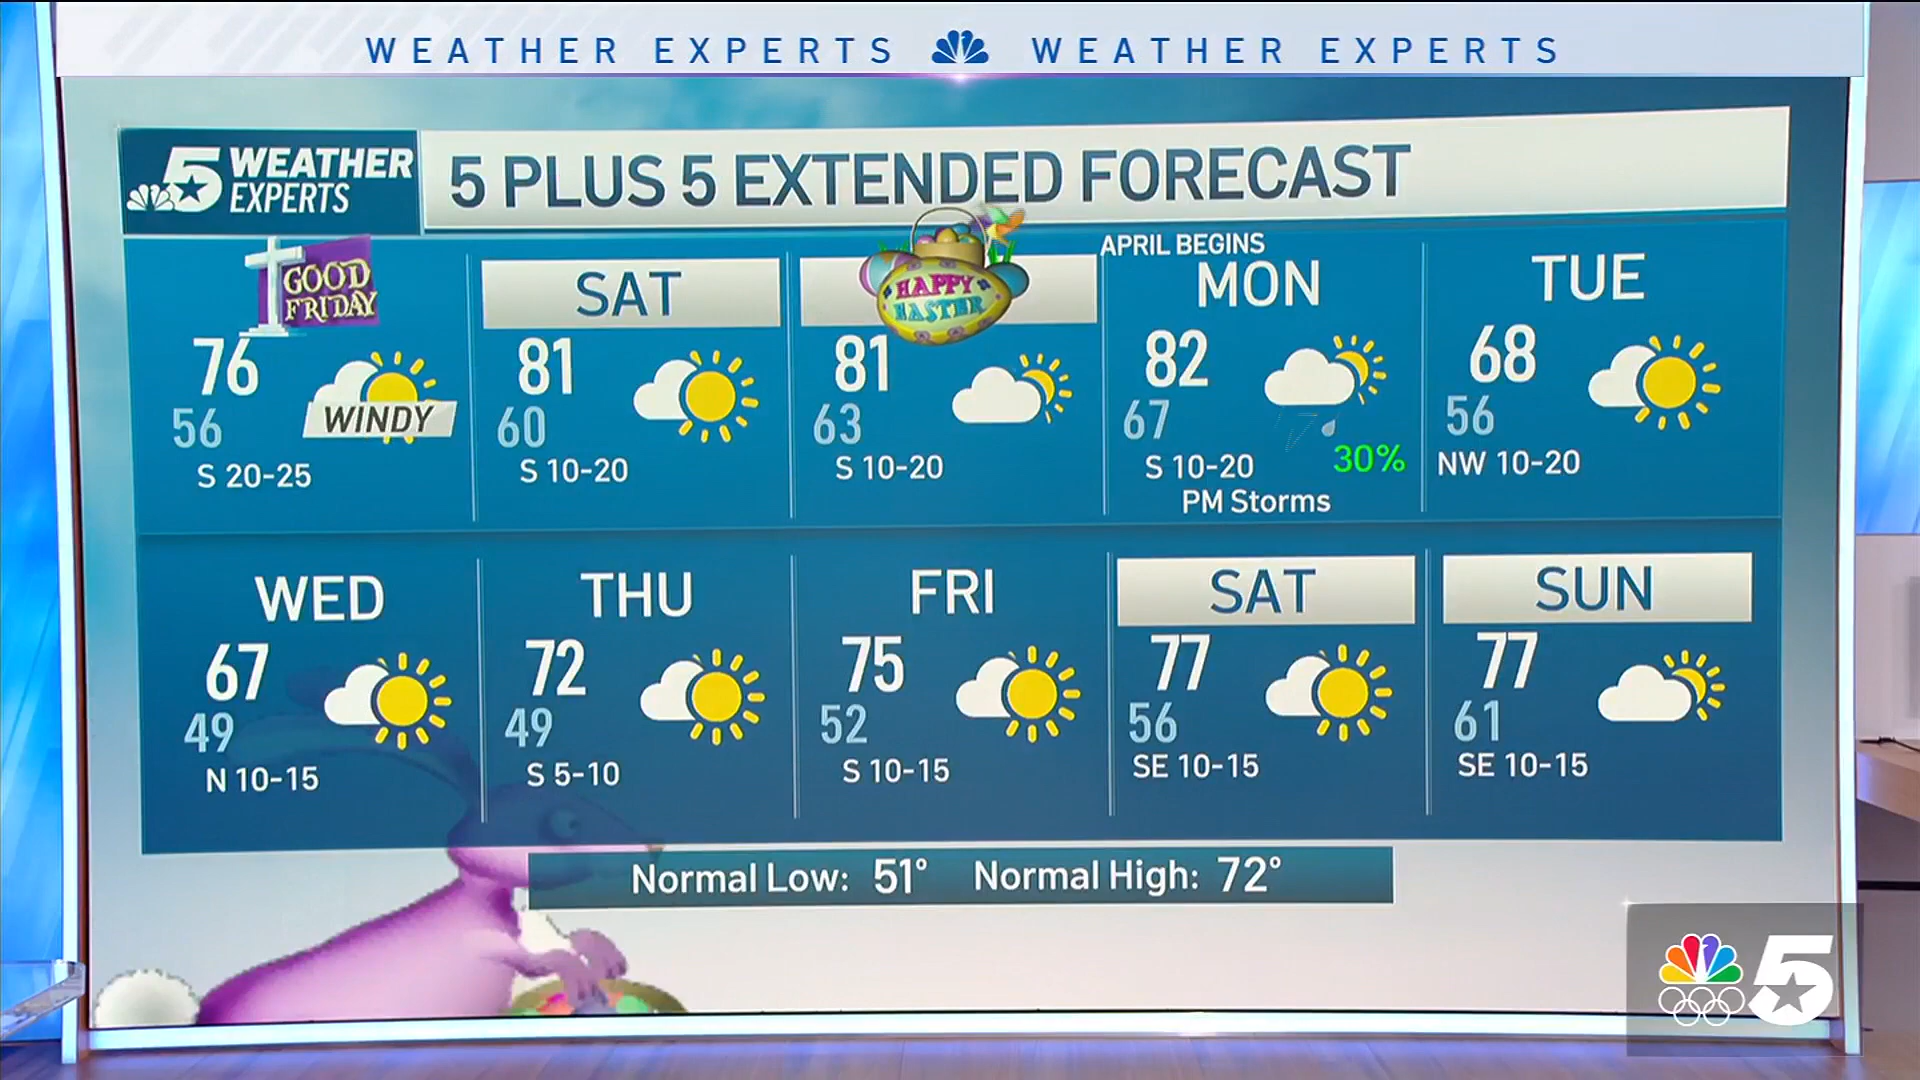 WEATHER EXPERTS WEATHER EXPERTS
5 WEATHER EXPERTS
5 PLUS 5 EXTENDED FORECAST
GOOD FRIDAY
76
56
WINDY
S 20-25
SAT
81
60
S 10-20
HAPPY EASTER
81
63
S 10-20
APRIL BEGINS
MON
82
67
30%
S 10-20
PM Storms
TUE
68
56
NW 10-20
WED
67
49
N 10-15
THU
72
49
S 5-10
FRI
75
52
S 10-15
SAT
77
56
SE 10-15
SUN
77
61
SE 10-15
Normal Low: 51° Normal High: 72°
5